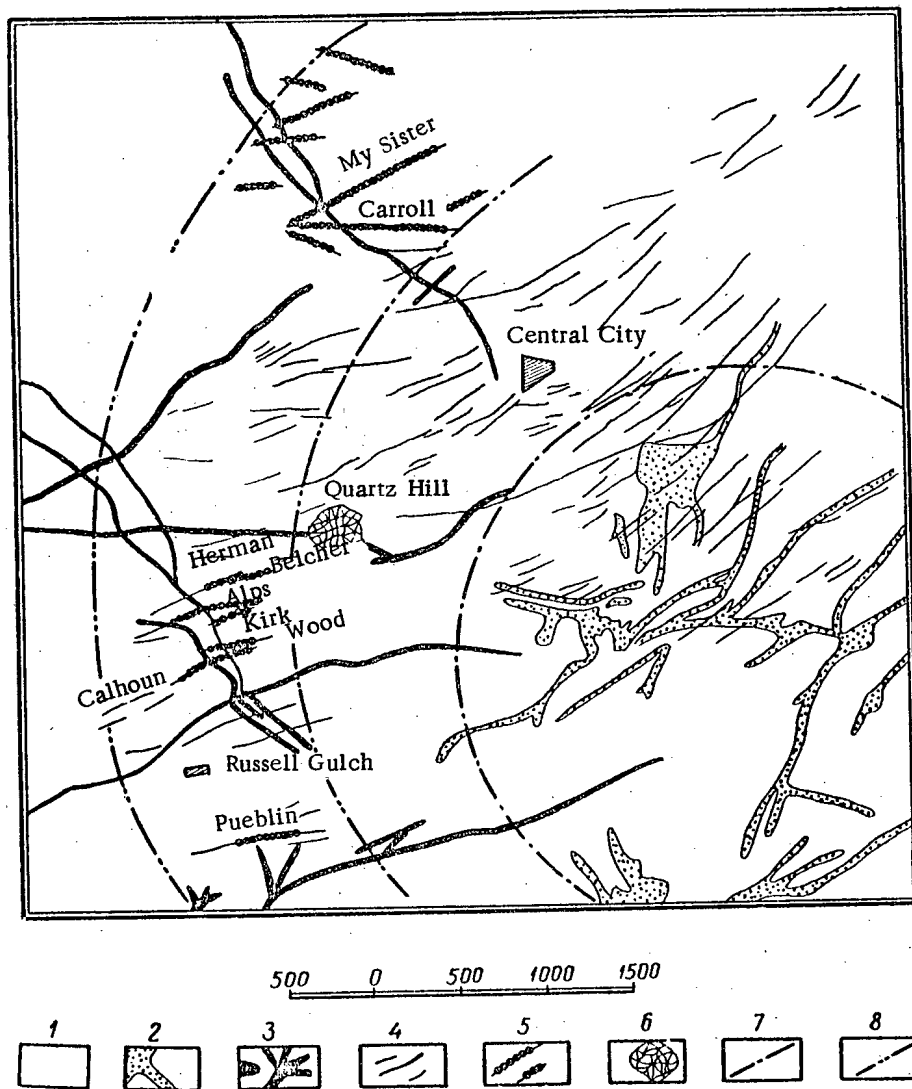 My Sister
Carroll
Central City
Quartz Hill
Herman
Belcher
Alps
Kirk
Wood
Calhoun
Russell Gulch
Pueblin
500 0 500 1000 1500
1 2 3 4 5 6 7 8